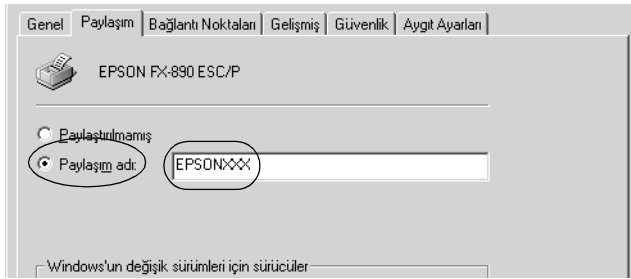 Genel Paylaşım Bağlantı Noktaları Gelişmiş Güvenlik Aygıt Ayarları
EPSON FX-890 ESC/P
Paylaştırılmamış
Paylaşım adı: EPSONXXX
Windows'un değişik sürümleri için sürücüler